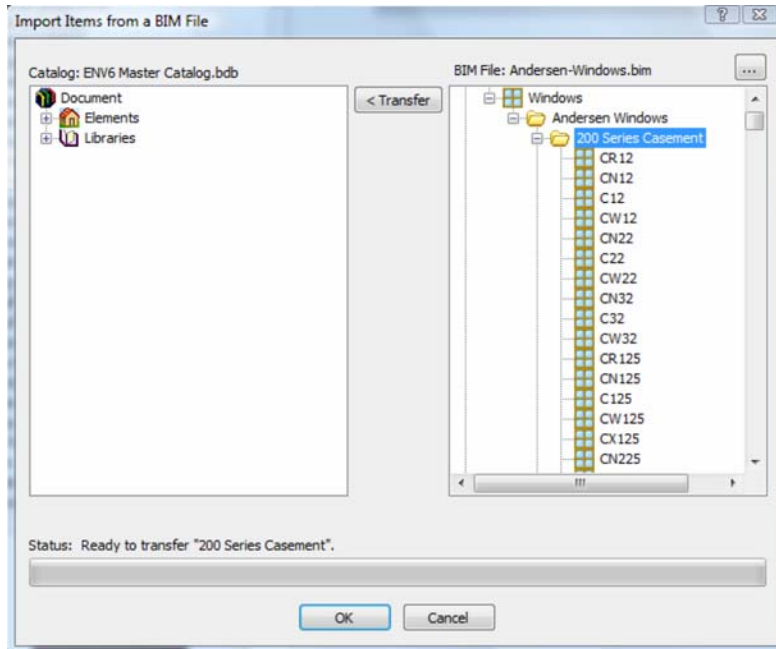 Import Items from a BIM File
Catalog: ENV6 Master Catalog.bdb
Document
Elements
Libraries
< Transfer
BIM File: Andersen-Windows.bim
...
Windows
Andersen Windows
200 Series Casement
CR12
CN12
C12
CW12
CN22
C22
CW22
CN32
C32
CW32
CR125
CN125
C125
CW125
CX125
CN225
Status: Ready to transfer "200 Series Casement".
OK
Cancel